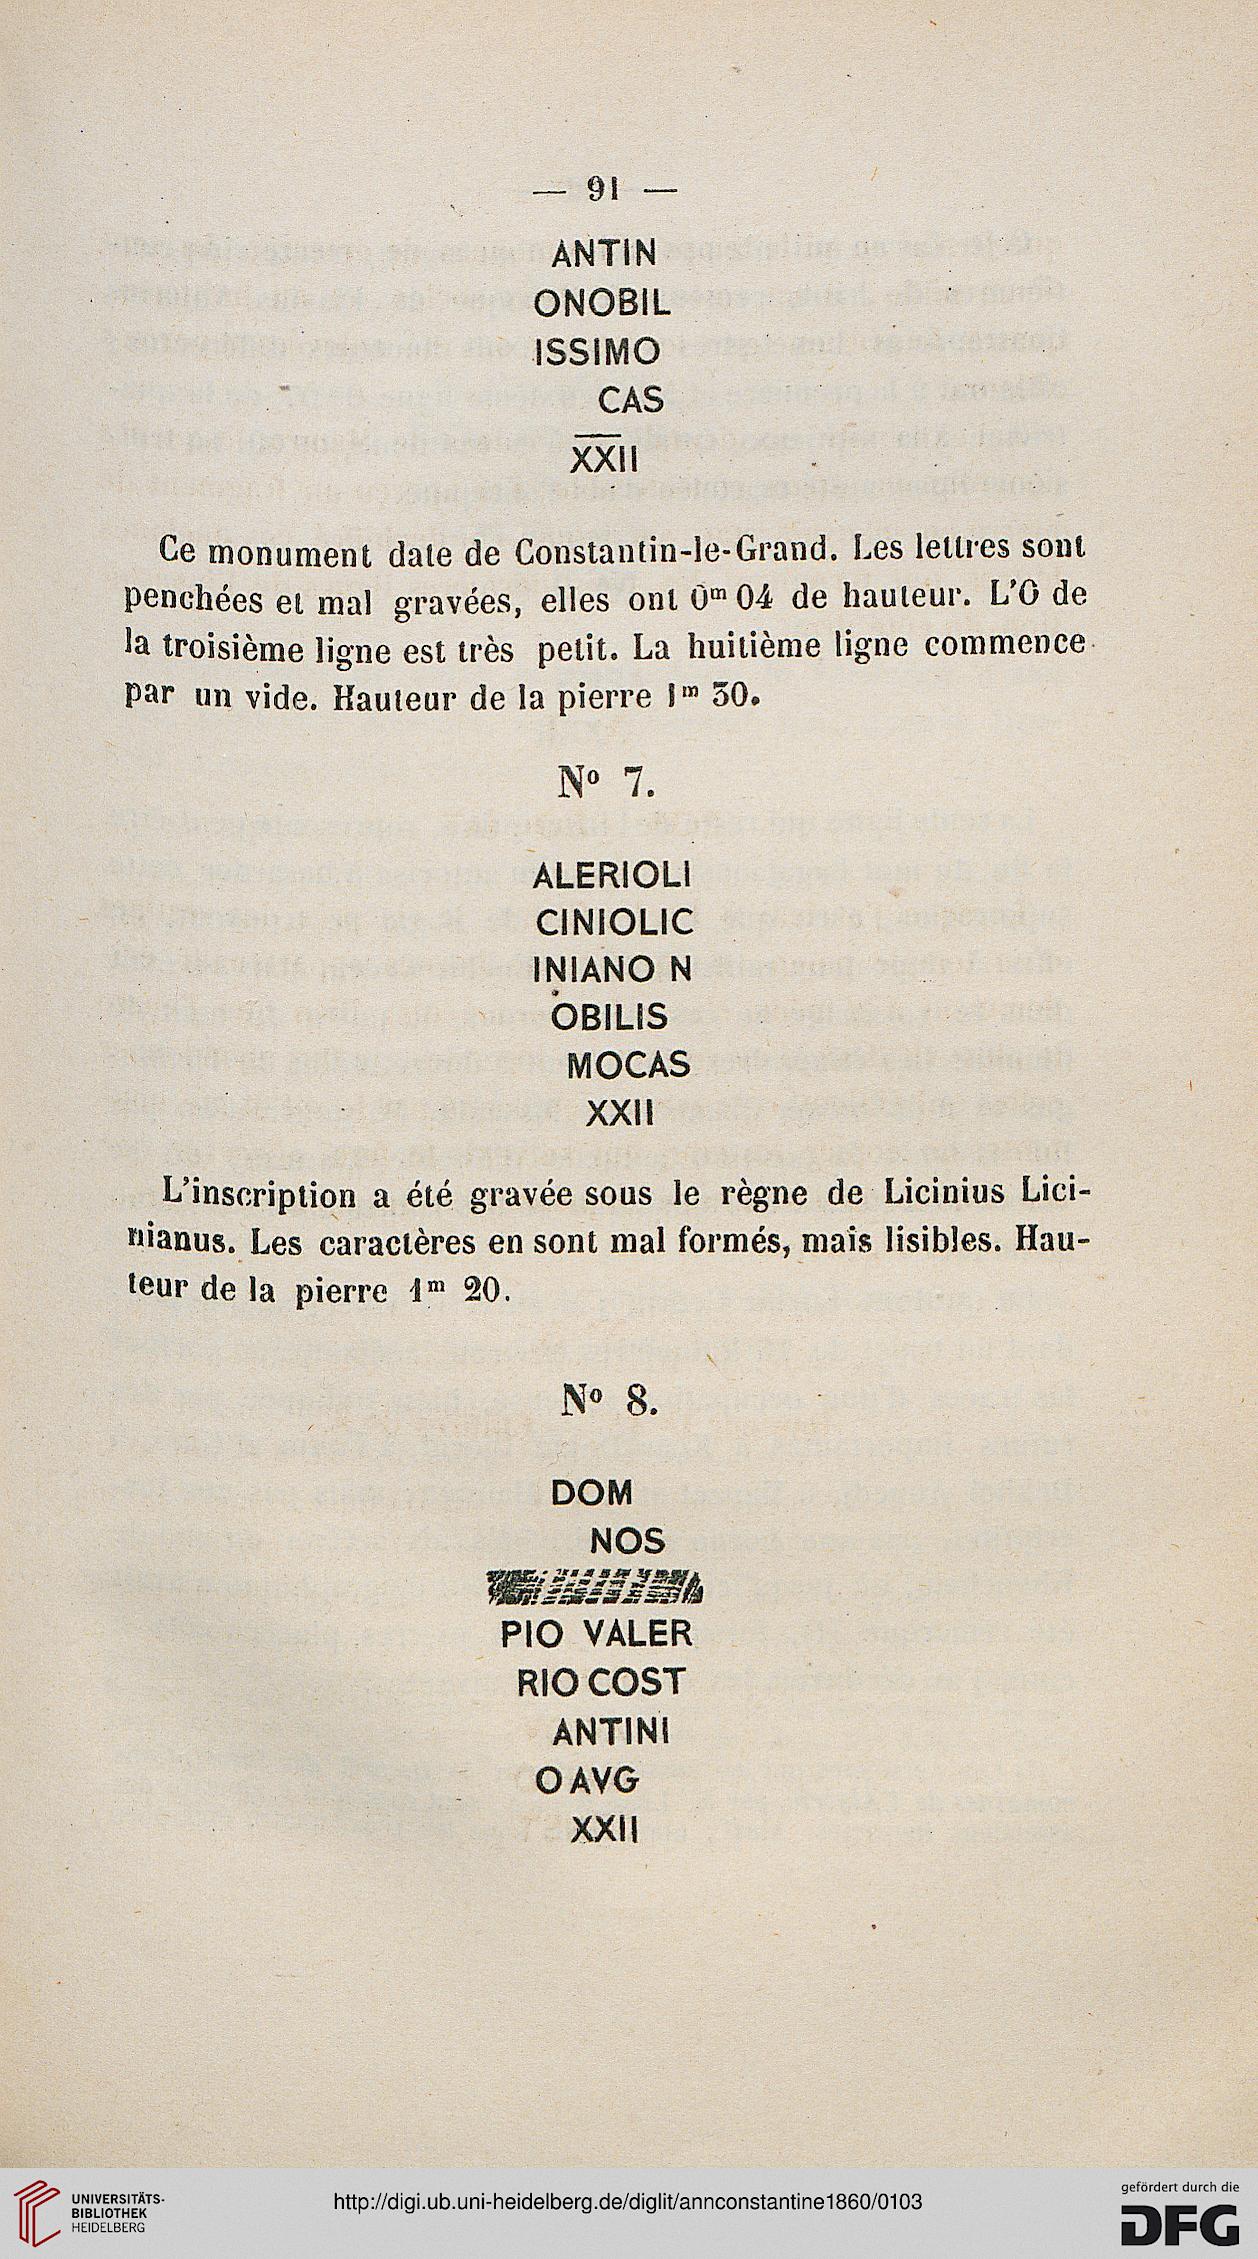 — 91 —
ANTIN
ONOBIL
ISSIMO
CAS
XXII
Ce monument date de Constantin-le-Grand. Les lettres sont
penchées et mal gravées, elles ont 0m 04 de hauteur. L'O de
la troisième ligne est très petit. La huitième ligne commence
par un vide. Hauteur de la pierre 1m 30.
No 7.
ALERIOLI
CINIOLIC
INIANO N
OBILIS
MOCAS
XXII
L'inscription a été gravée sous le règne de Licinius Lici-
nianus. Les caractères en sont mal formés, mais lisibles. Hau-
teur de la pierre 1m 20.
No 8.
DOM
NOS
PIO VALER
RIO COST
ANTINI
O AVG
XXII
UNIVERSITÄTS-
BIBLIOTHEK
HEIDELBERG
http://digi.ub.uni-heidelberg.de/diglit/annconstantine1860/0103
gefördert durch die
DFG